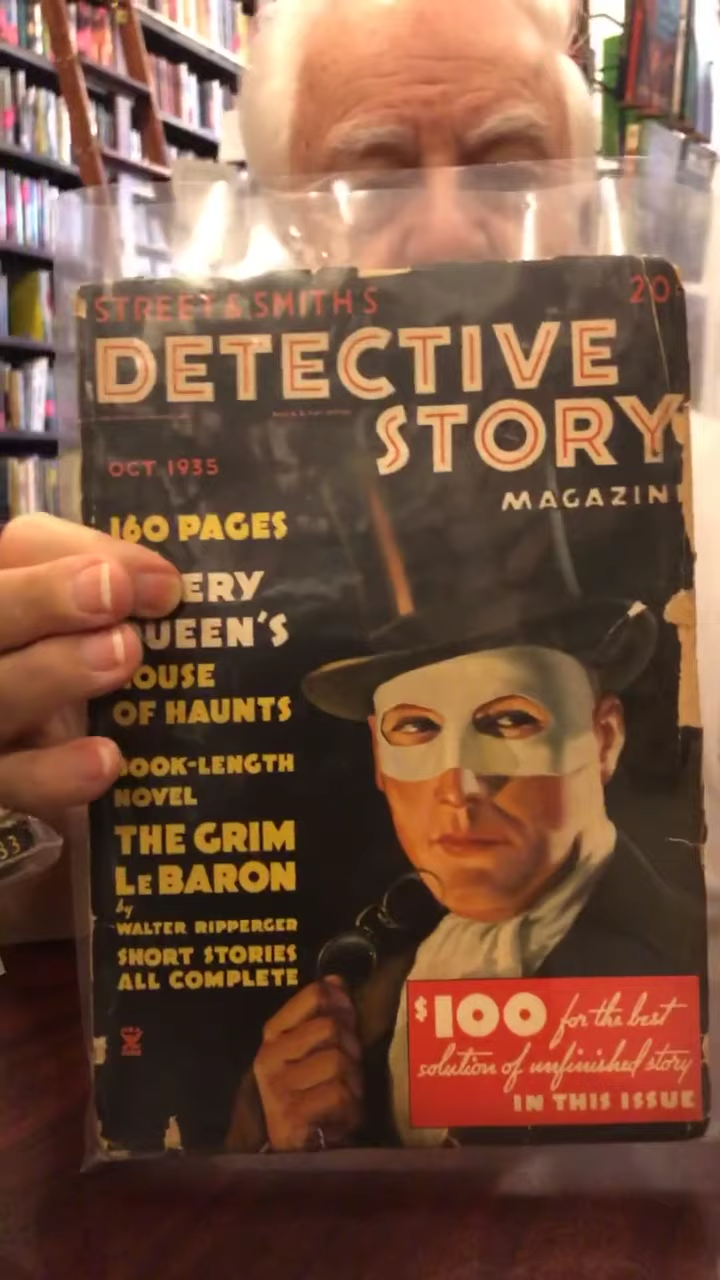 STREET & SMITH'S
20
DETECTIVE
STORY
MAGAZIN
OCT 1935
160 PAGES
ERY
UEEN'S
OUSE
OF HAUNTS
BOOK-LENGTH
NOVEL
THE GRIM
LeBARON
by
WALTER RIPPERGER
SHORT STORIES
ALL COMPLETE
$100 for the best
solution of unfinished story
IN THIS ISSUE
33